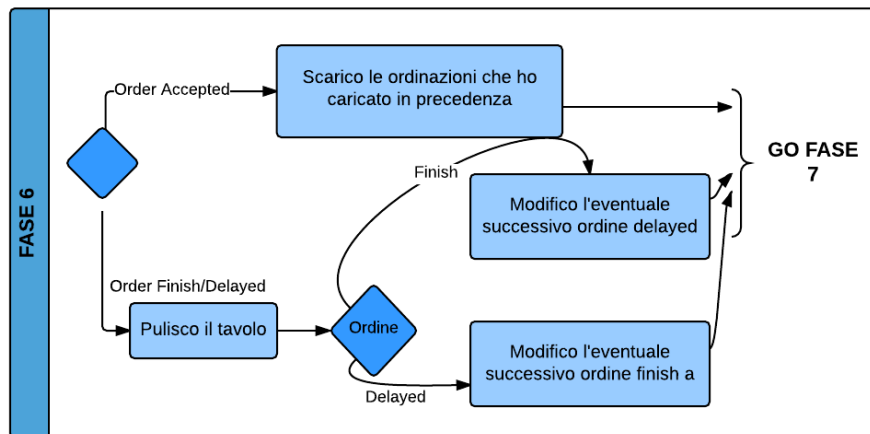 FASE 6
Order Accepted
Scarico le ordinazioni che ho
caricato in precedenza
GO FASE
7
Finish
Modifico l'eventuale
successivo ordine delayed
Order Finish/Delayed
Pulisco il tavolo
Ordine
Modifico l'eventuale
successivo ordine finish a
Delayed